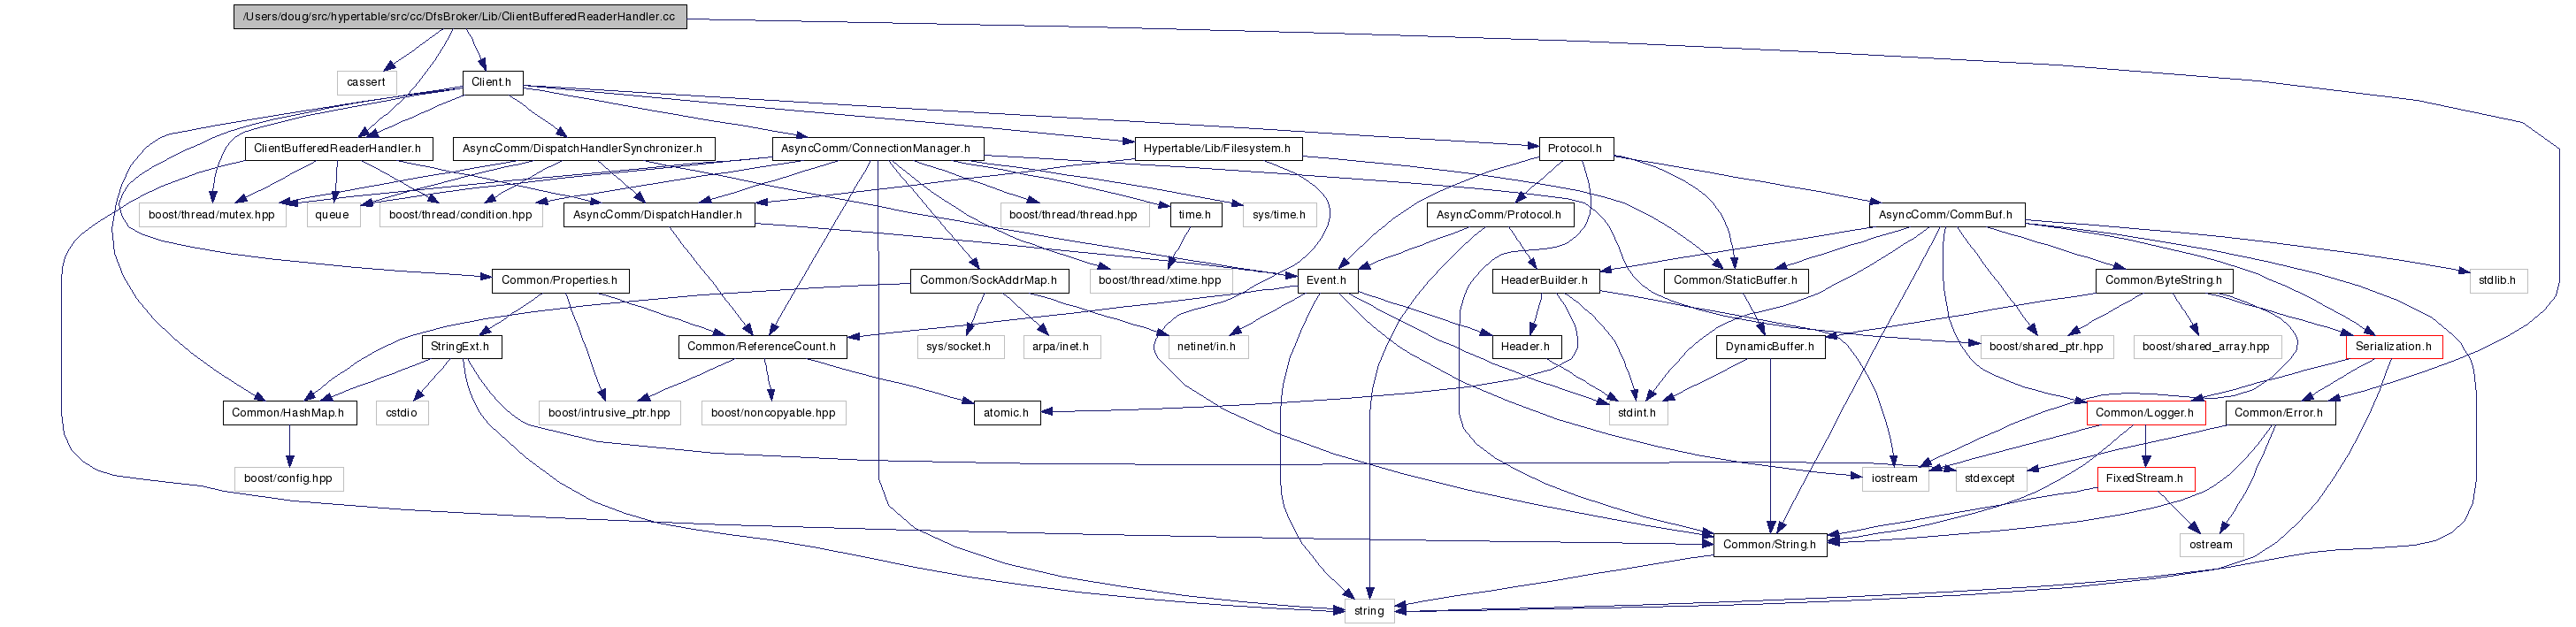 /Users/doug/src/hypertable/src/cc/DfsBroker/Lib/ClientBufferedReaderHandler.cc
cassert
Client.h
ClientBufferedReaderHandler.h
AsyncComm/DispatchHandlerSynchronizer.h
AsyncComm/ConnectionManager.h
Hypertable/Lib/Filesystem.h
Protocol.h
boost/thread/mutex.hpp
queue
boost/thread/condition.hpp
AsyncComm/DispatchHandler.h
boost/thread/thread.hpp
time.h
sys/time.h
AsyncComm/Protocol.h
AsyncComm/CommBuf.h
Common/Properties.h
Common/SockAddrMap.h
boost/thread/xtime.hpp
Event.h
HeaderBuilder.h
Common/StaticBuffer.h
Common/ByteString.h
stdlib.h
StringExt.h
Common/ReferenceCount.h
sys/socket.h
arpa/inet.h
netinet/in.h
Header.h
DynamicBuffer.h
boost/shared_ptr.hpp
boost/shared_array.hpp
Serialization.h
Common/HashMap.h
cstdio
boost/intrusive_ptr.hpp
boost/noncopyable.hpp
atomic.h
stdint.h
Common/Logger.h
Common/Error.h
boost/config.hpp
iostream
stdexcept
FixedStream.h
Common/String.h
ostream
string